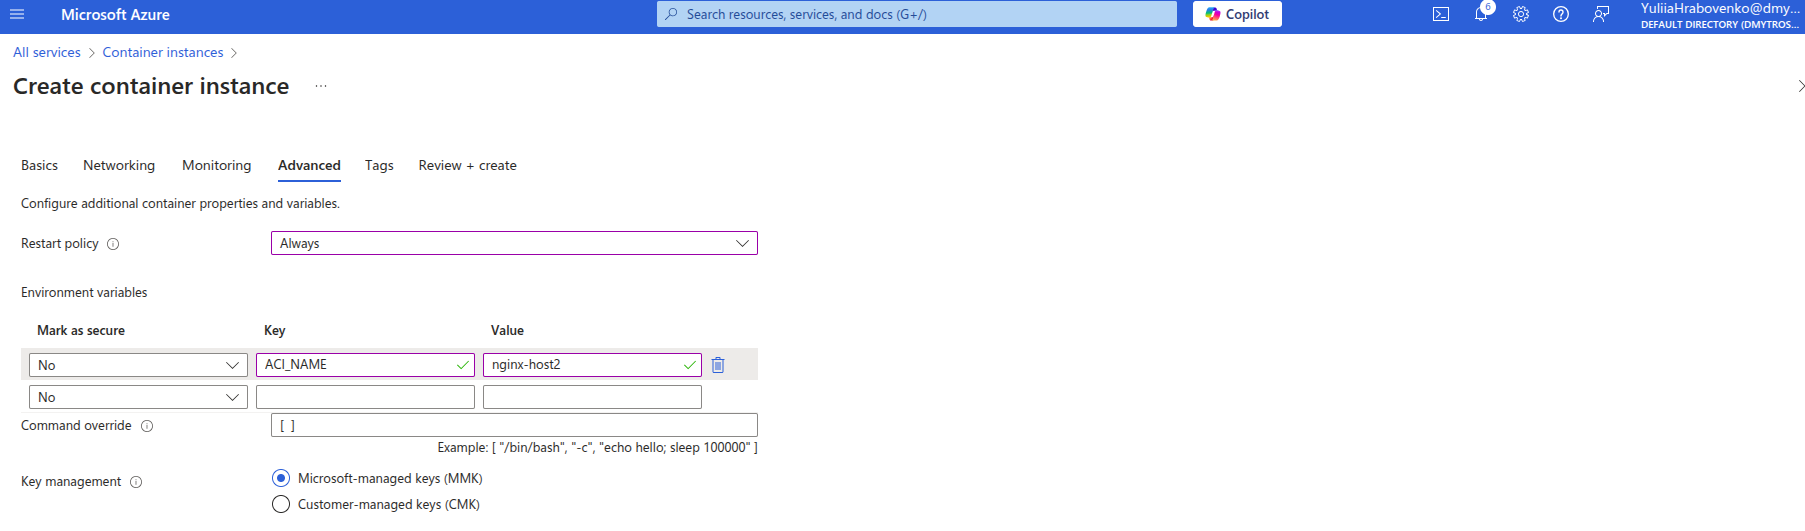 Microsoft Azure
Search resources, services, and docs (G+/)
Copilot
6
YuliiaHrabovenko@dmy...
DEFAULT DIRECTORY (DMYTROS...
All services > Container instances >
Create container instance ...
Basics Networking Monitoring Advanced Tags Review + create
Configure additional container properties and variables.
Restart policy Always
Environment variables
Mark as secure Key Value
No ACI_NAME nginx-host2
No
Command override [ ]
Example: [ "/bin/bash", "-c", "echo hello; sleep 100000" ]
Key management Microsoft-managed keys (MMK)
Customer-managed keys (CMK)